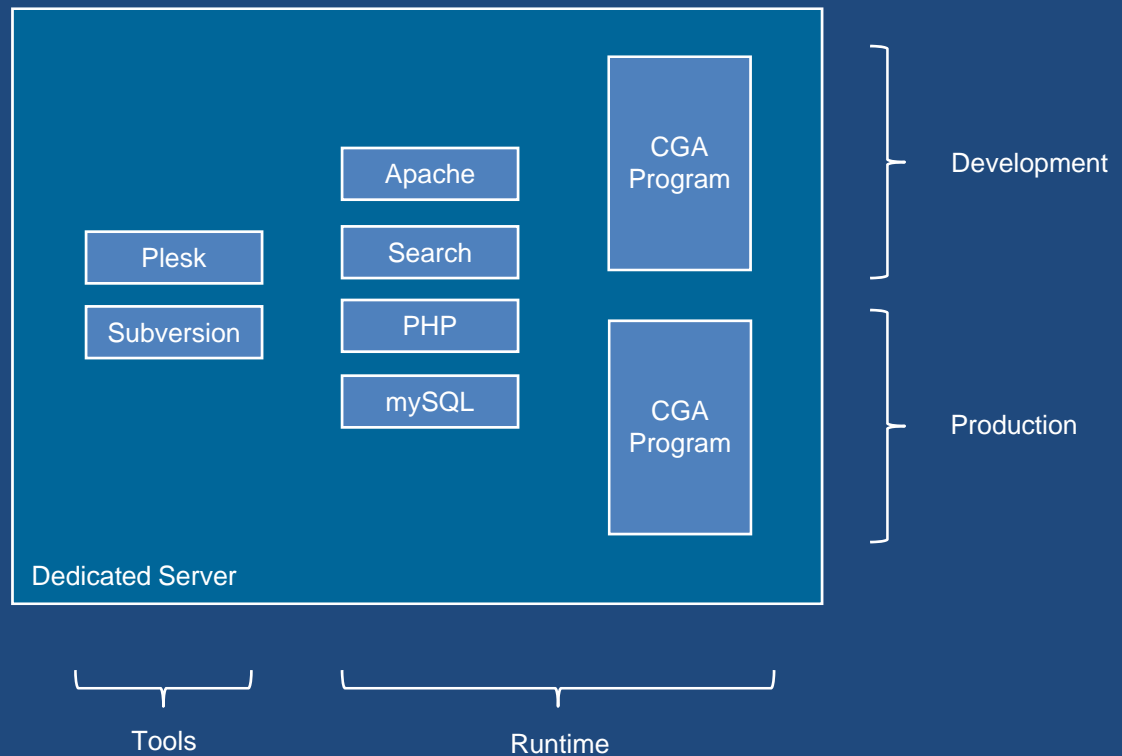 CGA
Program
Development
Apache
Search
Plesk
PHP
Subversion
mySQL
CGA
Program
Production
Dedicated Server
Tools
Runtime